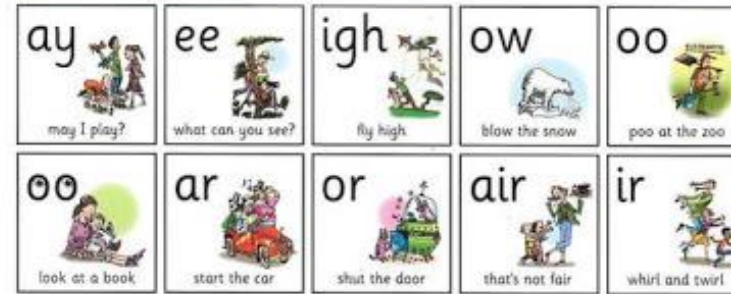 ay
may I play?
ee
what can you see?
igh
fly high
ow
blow the snow
oo
poo at the zoo
oo
look at a book
ar
start the car
or
shut the door
air
that's not fair
ir
whirl and twirl